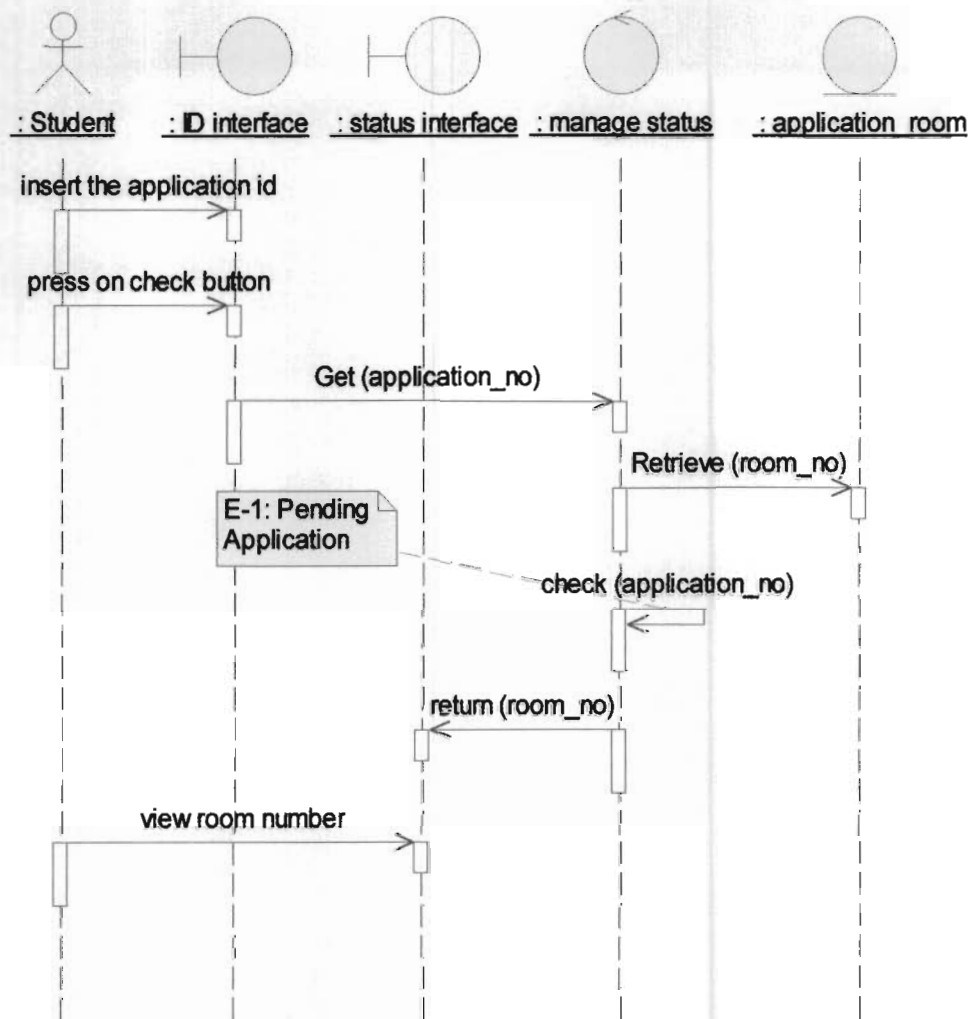 : Student
: ID interface
: status interface
: manage status
: application_room
insert the application id
press on check button
Get (application_no)
Retrieve (room_no)
E-1: Pending
Application
check (application_no)
return (room_no)
view room number